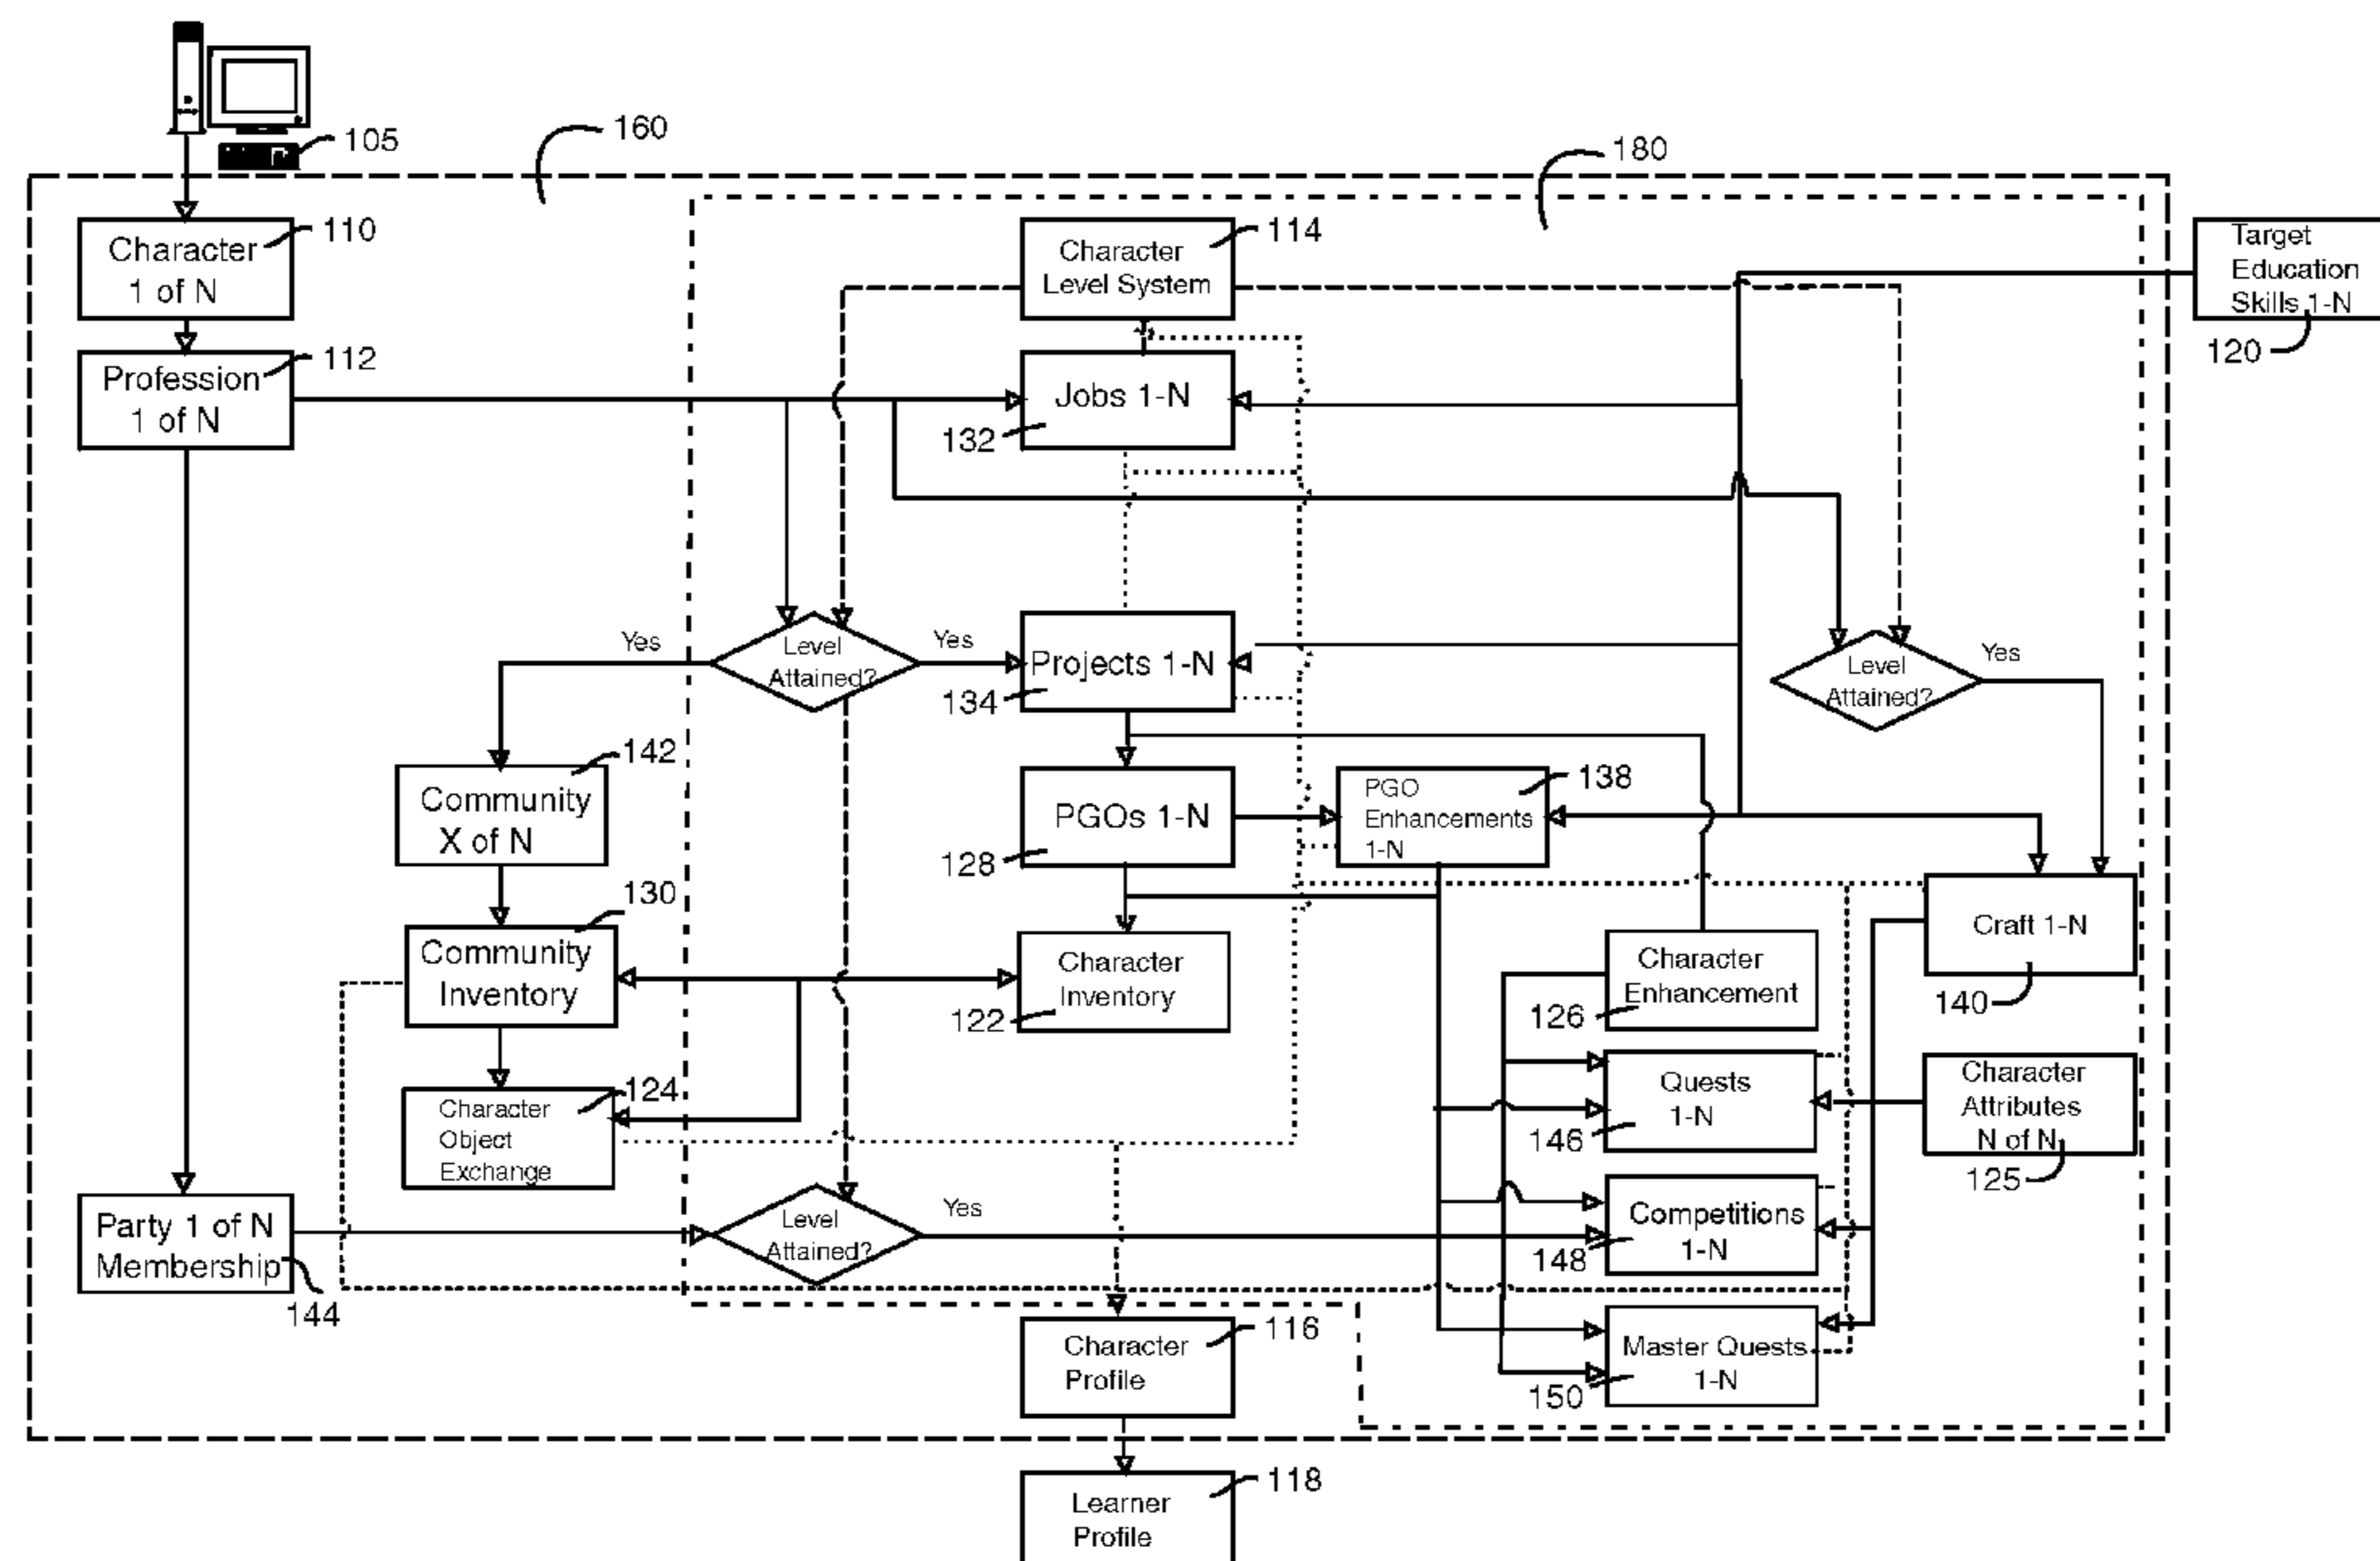 105
160
180
Character
1 of N
110
Character
Level System
114
Target
Education
Skills 1-N
120
Profession
1 of N
112
Jobs 1-N
132
Yes
Level
Attained?
Yes
Projects 1-N
134
Level
Attained?
Yes
Community
X of N
142
PGOs 1-N
128
PGO
Enhancements
1-N
138
Community
Inventory
130
Character
Inventory
122
Character
Enhancement
126
Craft 1-N
140
Character
Object
Exchange
124
Quests
1-N
146
Character
Attributes
N of N
125
Party 1 of N
Membership
144
Level
Attained?
Yes
Competitions
1-N
148
Character
Profile
116
Master Quests
1-N
150
Learner
Profile
118